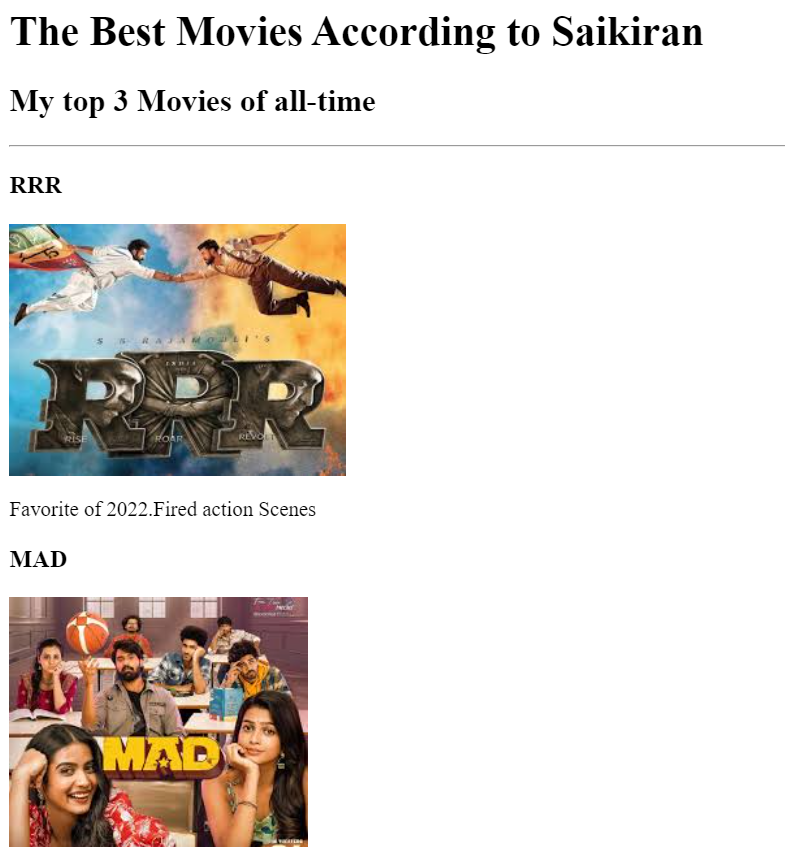 The Best Movies According to Saikiran
My top 3 Movies of all-time
RRR
S S RAJAMOULI'S
INDIA
RRR
RISE ROAR REVOLT
Favorite of 2022.Fired action Scenes
MAD
MAD